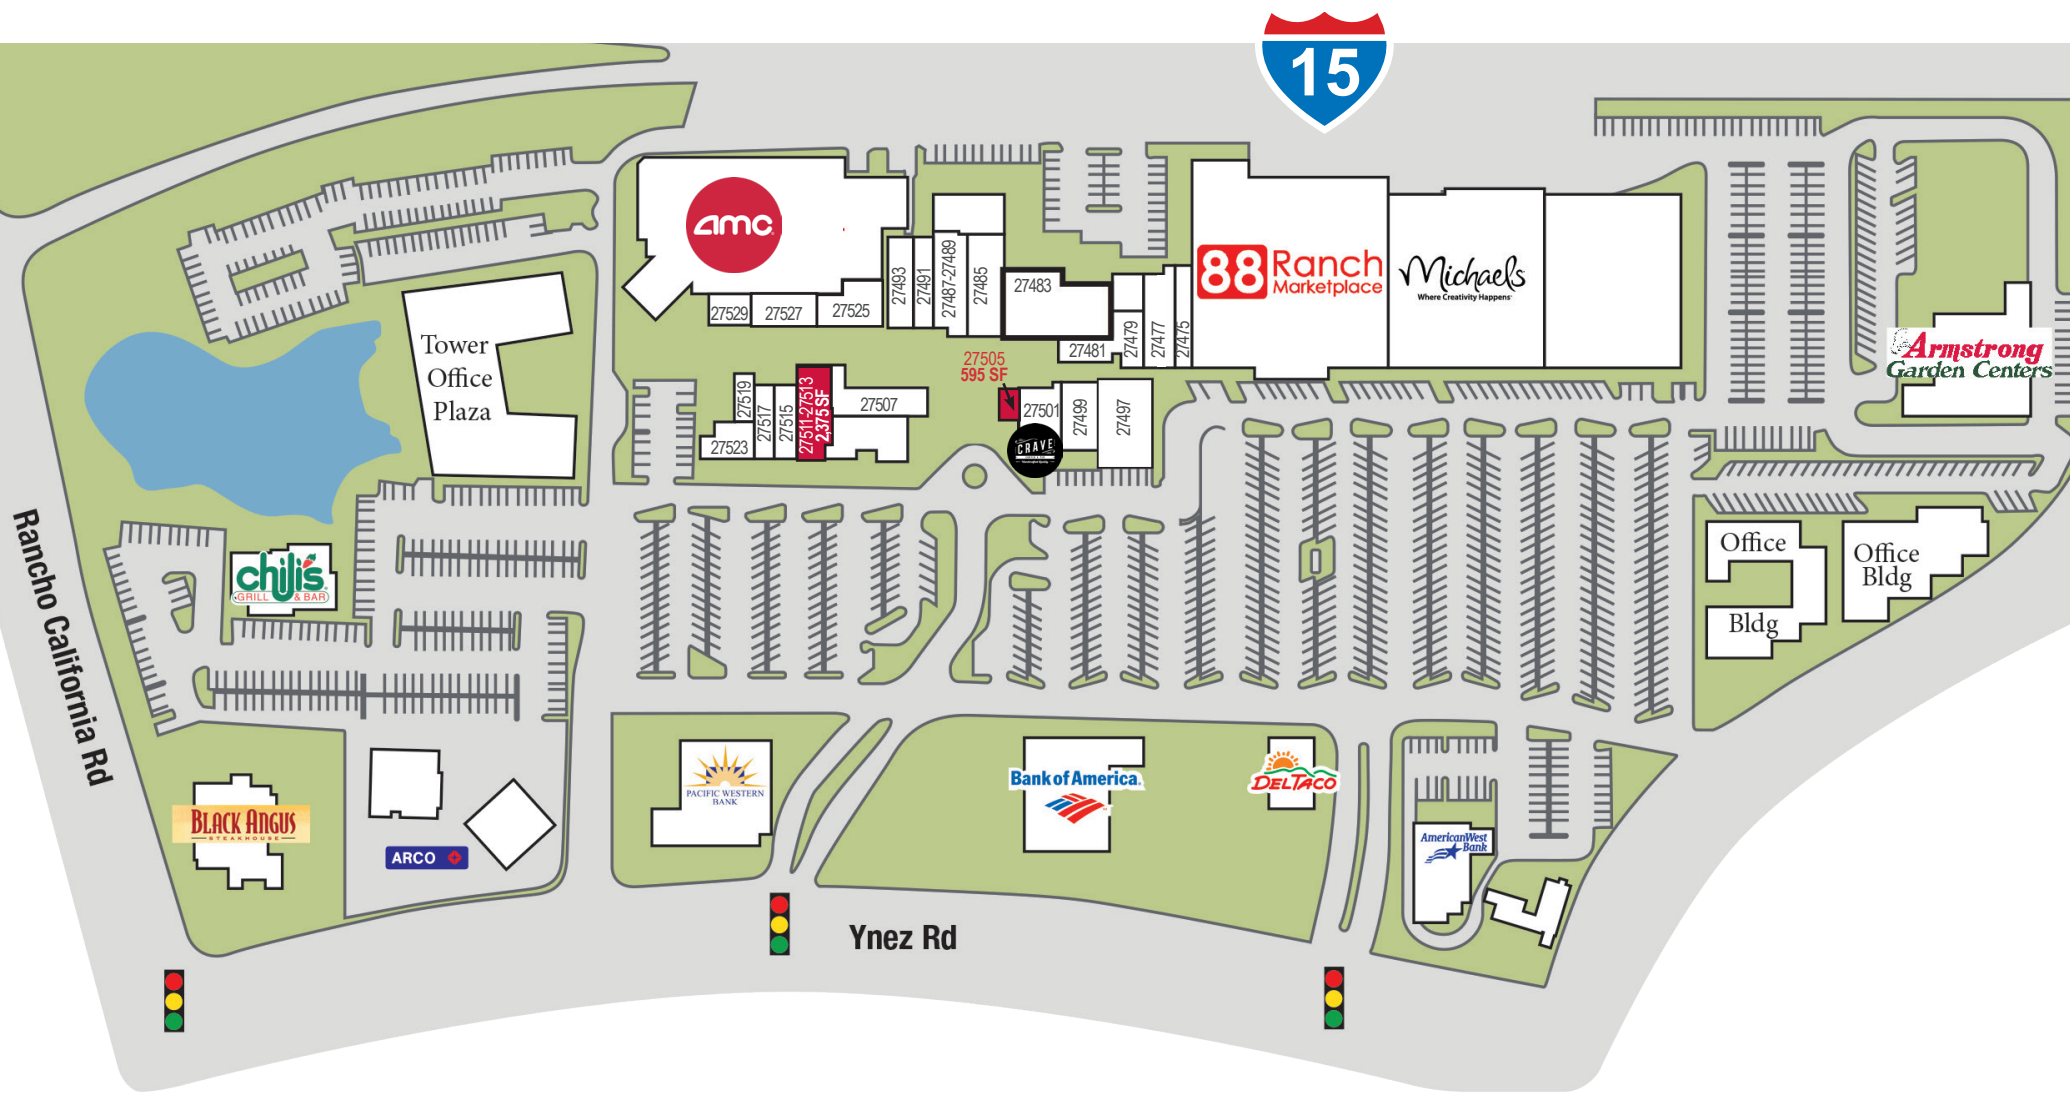 15
amc
27493
27491
27487-27489
27485
27483
88 Ranch
Marketplace
Michaels
Where Creativity Happens
27529
27527
27525
27481
27479
27477
27475
Tower
Office
Plaza
Armstrong
Garden Centers
27505
595 SF
27519
27517
27515
27511-27513
2,375 SF
27507
27523
27501
27499
27497
CRAVE
Rancho California Rd
chili's
GRILL & BAR
Office
Bldg
Office
Bldg
BLACK ANGUS
STEAKHOUSE
ARCO
PACIFIC WESTERN
BANK
Bank of America
DEL TACO
AmericanWest
Bank
Ynez Rd